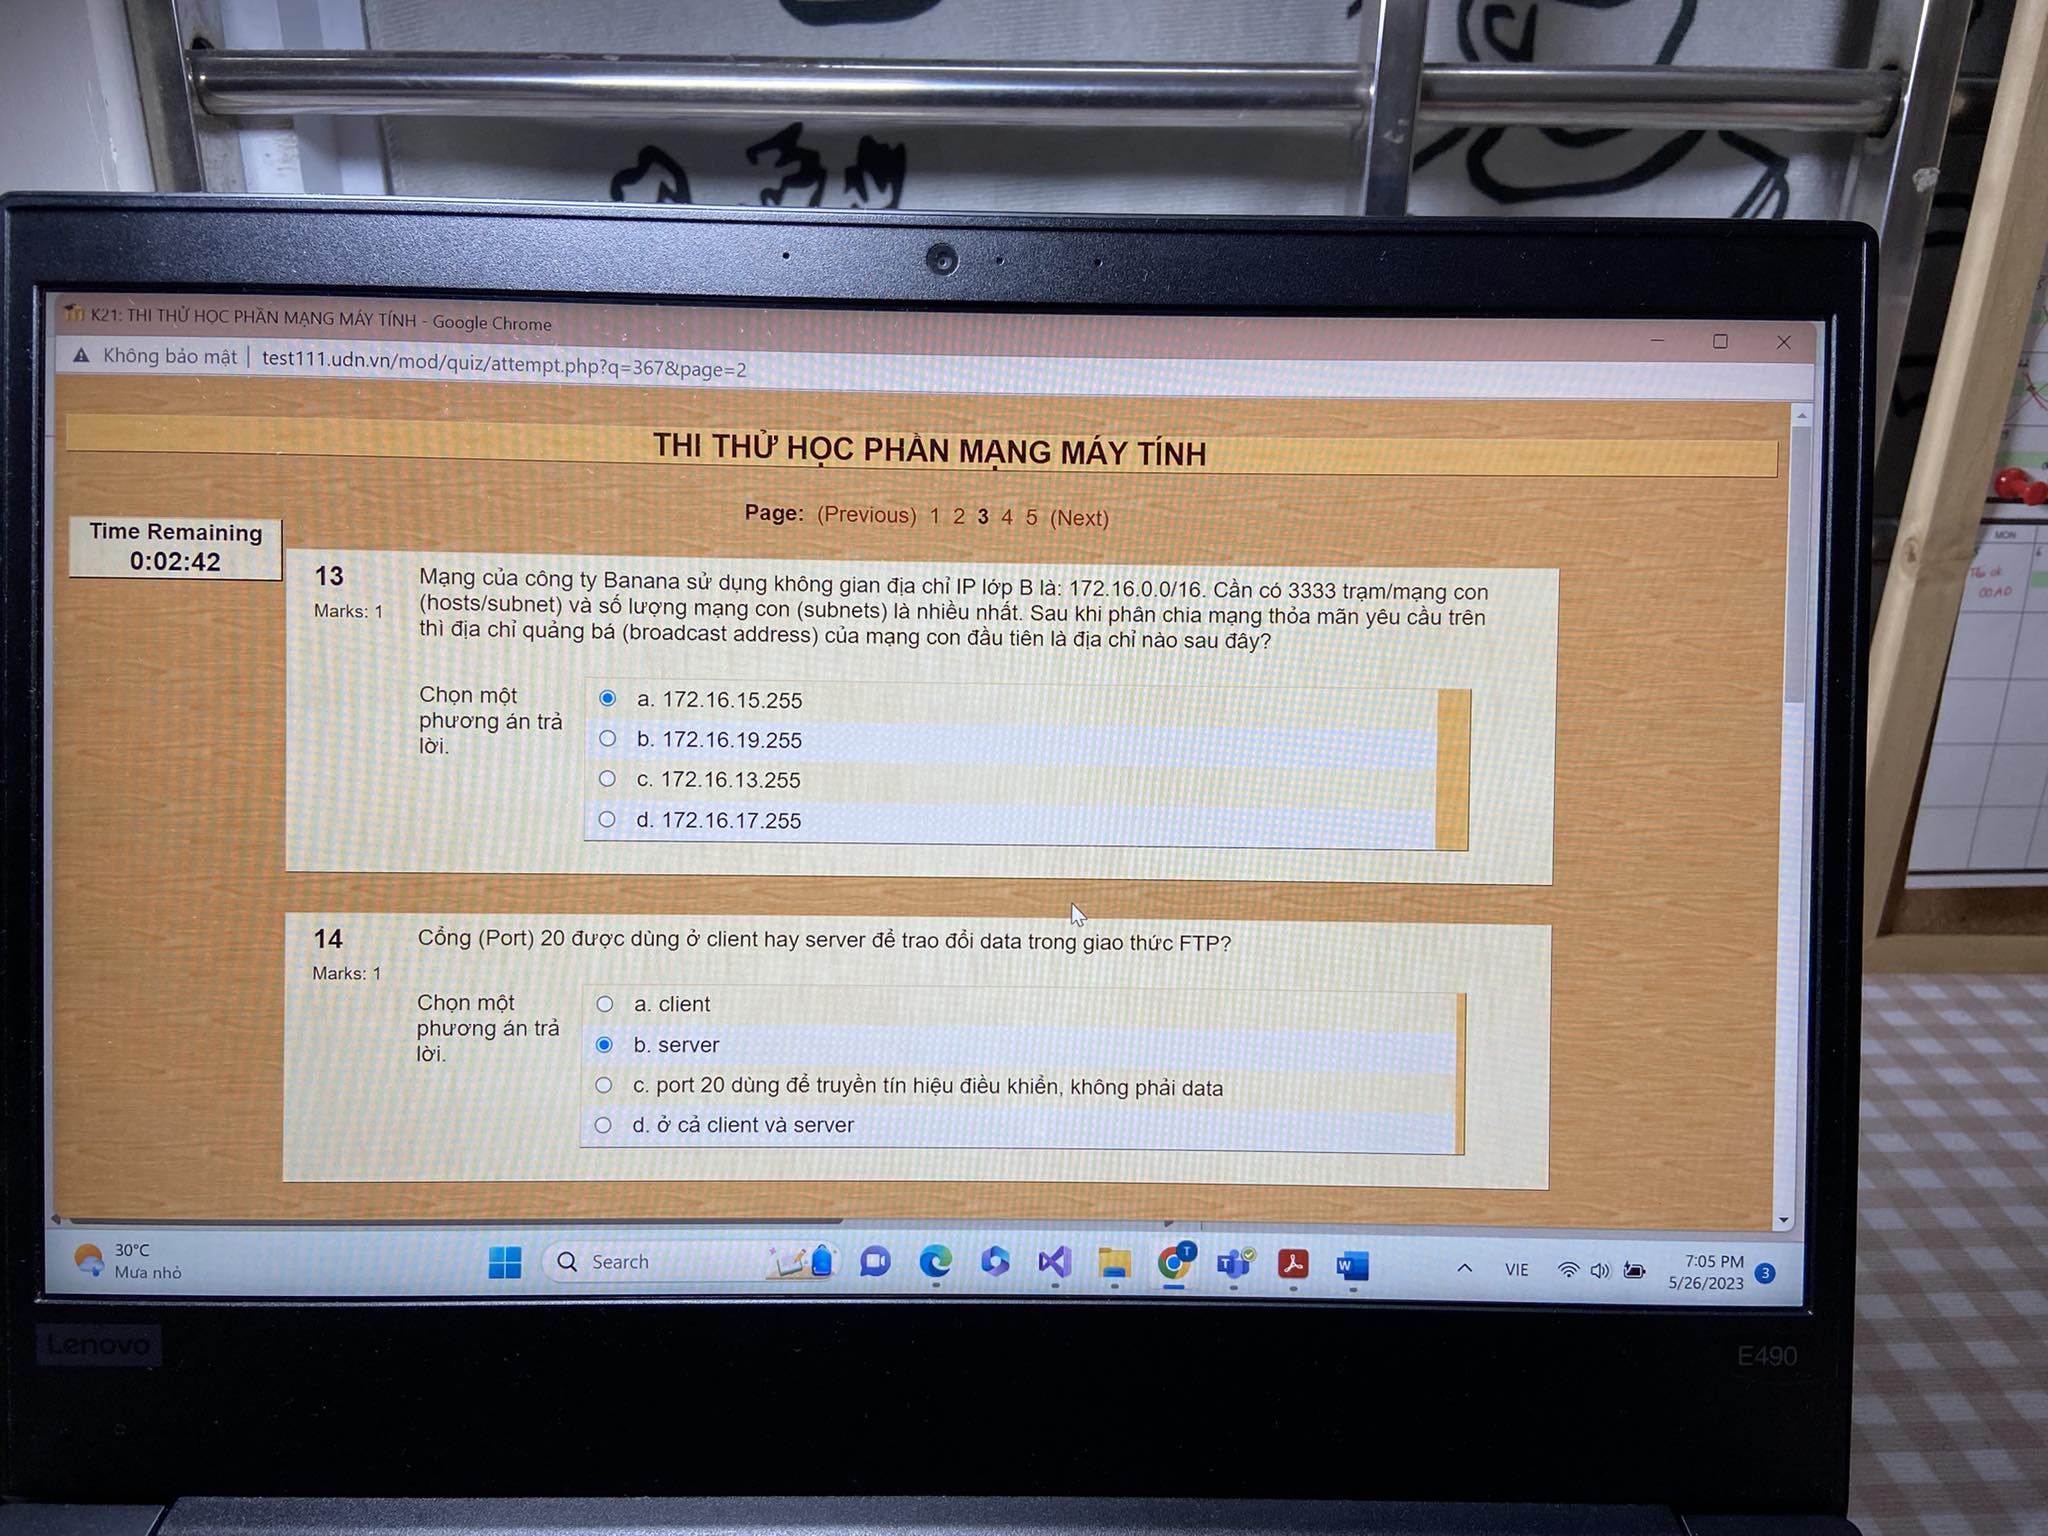 K21: THI THỬ HỌC PHẦN MẠNG MÁY TÍNH - Google Chrome
Không bảo mật | test111.udn.vn/mod/quiz/attempt.php?q=367&page=2
THI THỬ HỌC PHẦN MẠNG MÁY TÍNH
Page: (Previous) 1 2 3 4 5 (Next)
Time Remaining
0:02:42
13
Marks: 1
Mạng của công ty Banana sử dụng không gian địa chỉ IP lớp B là: 172.16.0.0/16. Cần có 3333 trạm/mạng con
(hosts/subnet) và số lượng mạng con (subnets) là nhiều nhất. Sau khi phân chia mạng thỏa mãn yêu cầu trên
thì địa chỉ quảng bá (broadcast address) của mạng con đầu tiên là địa chỉ nào sau đây?
Chọn một
phương án trả
lời.
a. 172.16.15.255
b. 172.16.19.255
c. 172.16.13.255
d. 172.16.17.255
14
Marks: 1
Cổng (Port) 20 được dùng ở client hay server để trao đổi data trong giao thức FTP?
Chọn một
phương án trả
lời.
a. client
b. server
c. port 20 dùng để truyền tín hiệu điều khiển, không phải data
d. ở cả client và server
30°C
Mưa nhỏ
Search
VIE
7:05 PM
5/26/2023
3
Lenovo
E490
MON